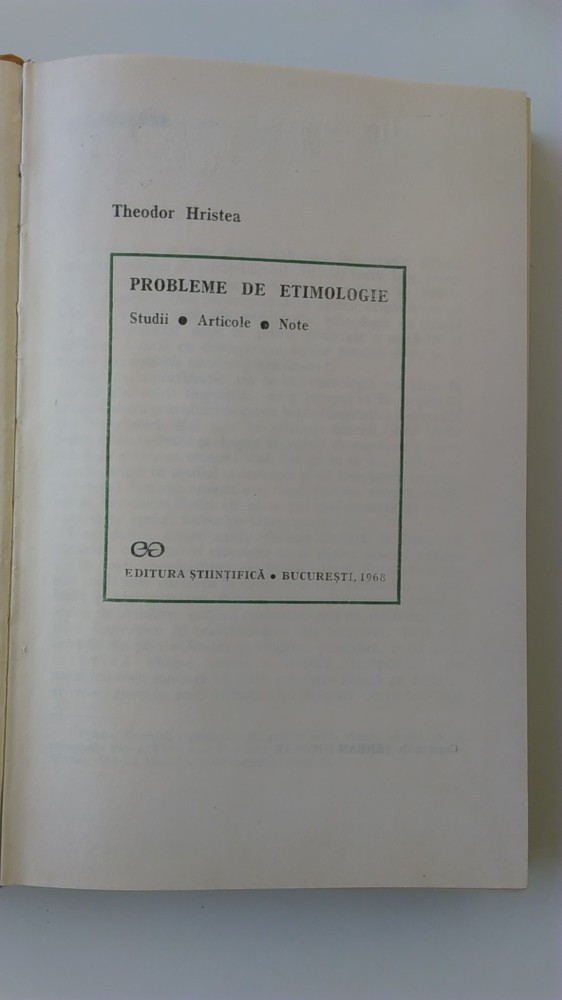 Theodor Hristea
PROBLEME DE ETIMOLOGIE
Studii ● Articole ● Note
EDITURA ŞTIINŢIFICĂ ● BUCUREŞTI, 1968